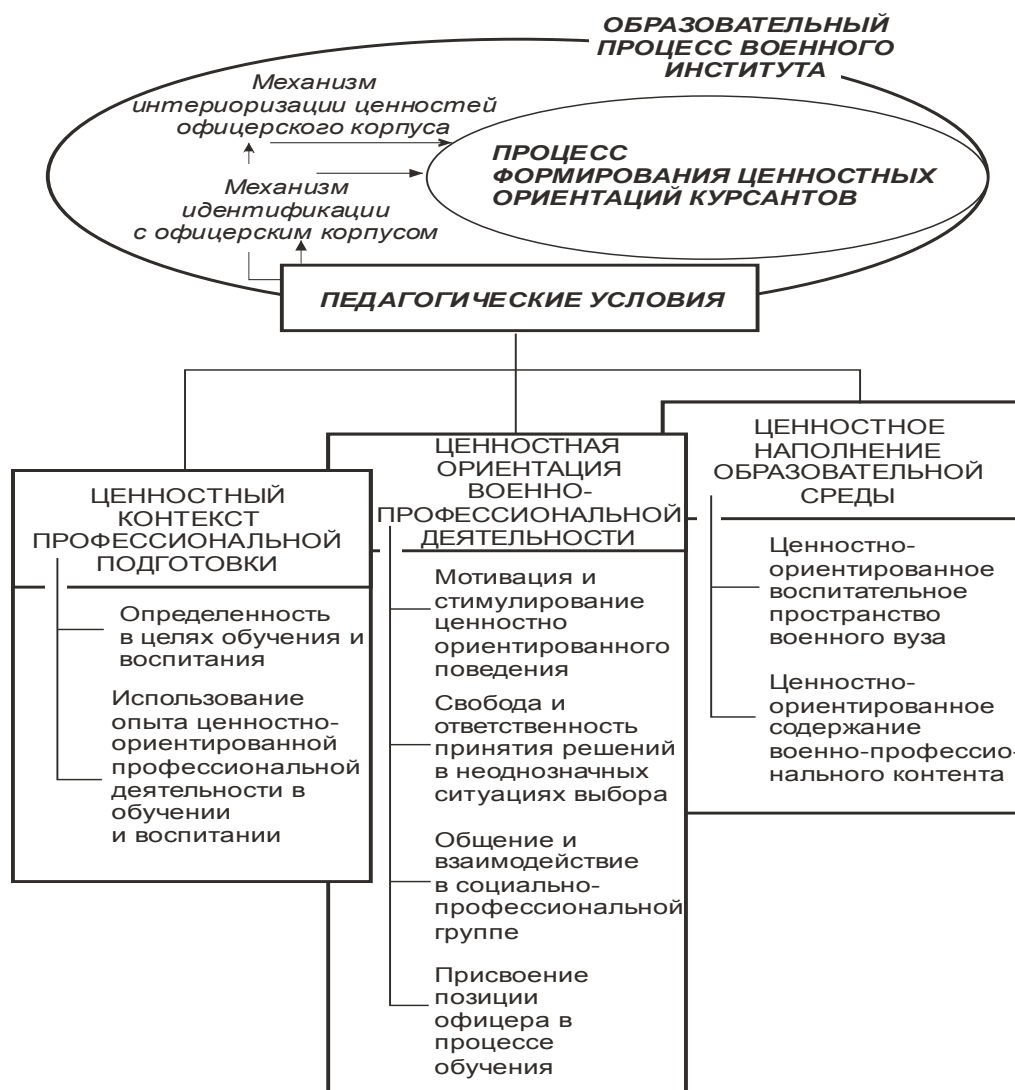 ОБРАЗОВАТЕЛЬНЫЙ
ПРОЦЕСС ВОЕННОГО
ИНСТИТУТА
Механизм
интериоризации ценностей
офицерского корпуса
ПРОЦЕСС
ФОРМИРОВАНИЯ ЦЕННОСТНЫХ
ОРИЕНТАЦИЙ КУРСАНТОВ
Механизм
идентификации
с офицерским корпусом
ПЕДАГОГИЧЕСКИЕ УСЛОВИЯ
ЦЕННОСТНЫЙ
КОНТЕКСТ
ПРОФЕССИОНАЛЬНОЙ
ПОДГОТОВКИ
Определенность
в целях обучения и
воспитания
Использование
опыта ценностно-
ориентированной
профессиональной
деятельности в
обучении
и воспитании
ЦЕННОСТНАЯ
ОРИЕНТАЦИЯ
ВОЕННО-
ПРОФЕССИОНАЛЬНОЙ
ДЕЯТЕЛЬНОСТИ
Мотивация и
стимулирование
ценностно
ориентированного
поведения
Свобода и
ответственность
принятия решений
в неоднозначных
ситуациях выбора
Общение и
взаимодействие
в социально-
профессиональной
группе
Присвоение
позиции
офицера в
процессе
обучения
ЦЕННОСТНОЕ
НАПОЛНЕНИЕ
ОБРАЗОВАТЕЛЬНОЙ
СРЕДЫ
Ценностно-
ориентированное
воспитательное
пространство
военного вуза
Ценностно-
ориентированное
содержание
военно-профессио-
нального контента